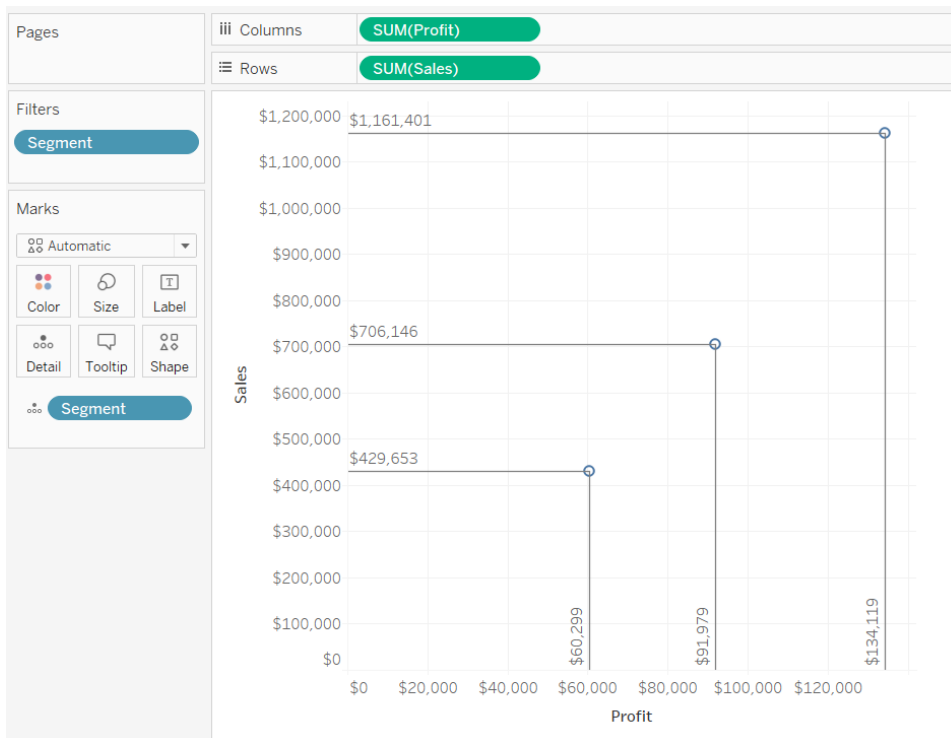 Pages
Columns
SUM(Profit)
Rows
SUM(Sales)
Filters
Segment
Marks
Automatic
Color
Size
T
Label
Detail
Tooltip
Shape
Segment
Sales
$1,200,000
$1,100,000
$1,000,000
$900,000
$800,000
$700,000
$600,000
$500,000
$400,000
$300,000
$200,000
$100,000
$0
$1,161,401
$706,146
$429,653
$60,299
$91,979
$134,119
$0 $20,000 $40,000 $60,000 $80,000 $100,000 $120,000
Profit